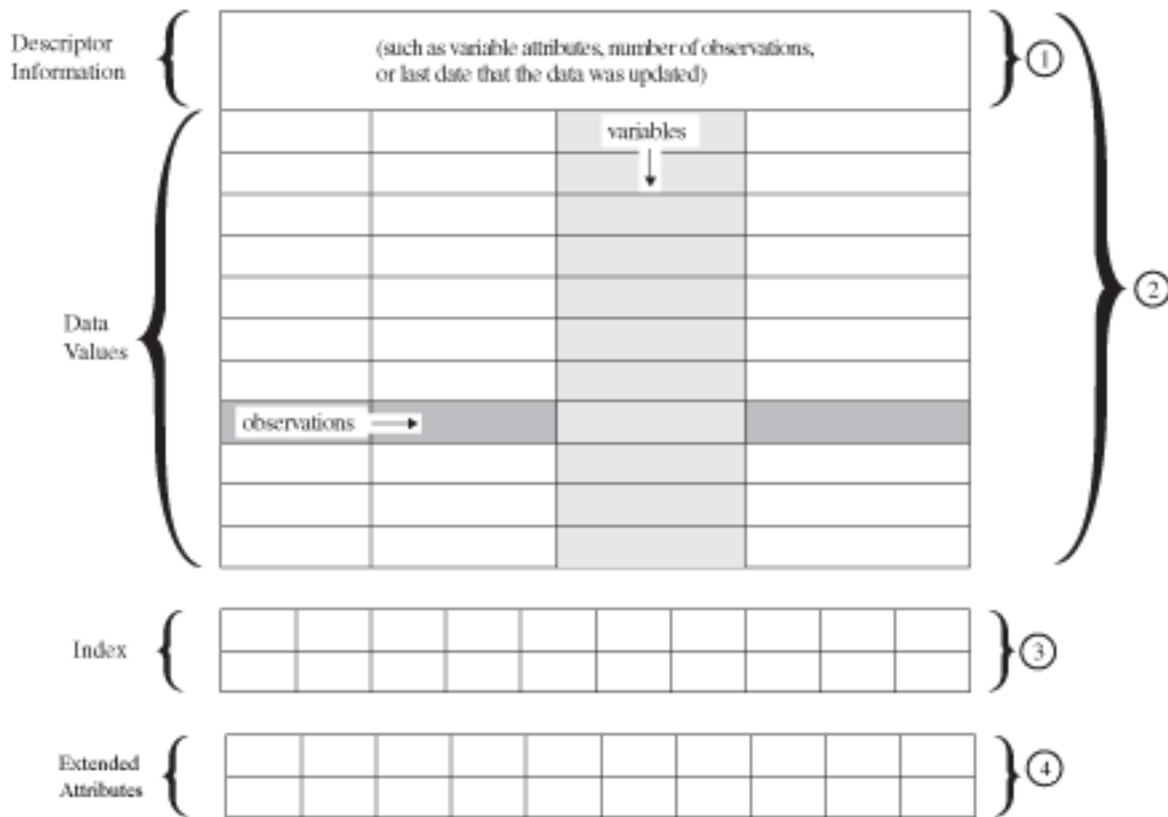 Descriptor
Information
(such as variable attributes, number of observations,
or last date that the data was updated)
1
2
variables
Data
Values
observations
Index
3
Extended
Attributes
4